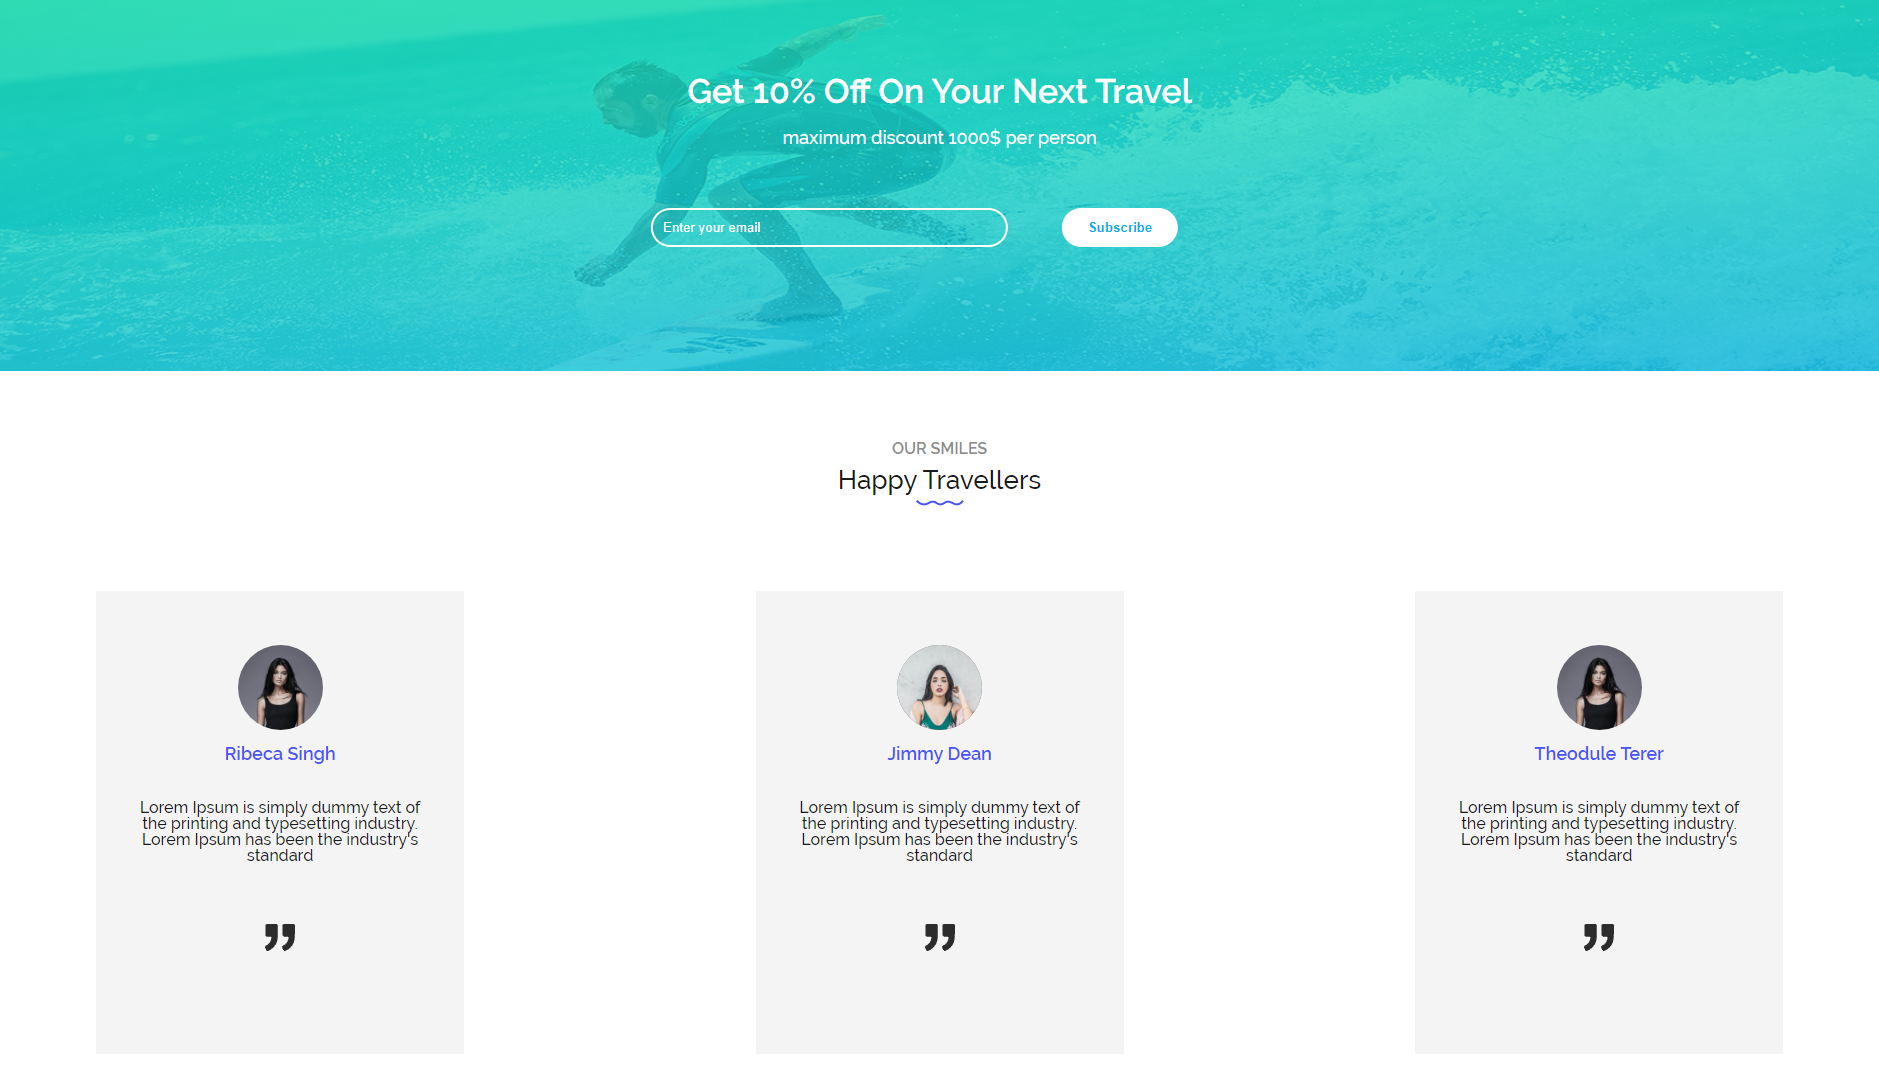 Get 10% Off On Your Next Travel
maximum discount 1000$ per person
Enter your email
Subscribe
OUR SMILES
Happy Travellers
Ribeca Singh
Lorem Ipsum is simply dummy text of
the printing and typesetting industry.
Lorem Ipsum has been the industry's
standard
”
Jimmy Dean
Lorem Ipsum is simply dummy text of
the printing and typesetting industry.
Lorem Ipsum has been the industry's
standard
”
Theodule Terer
Lorem Ipsum is simply dummy text of
the printing and typesetting industry.
Lorem Ipsum has been the industry's
standard
”